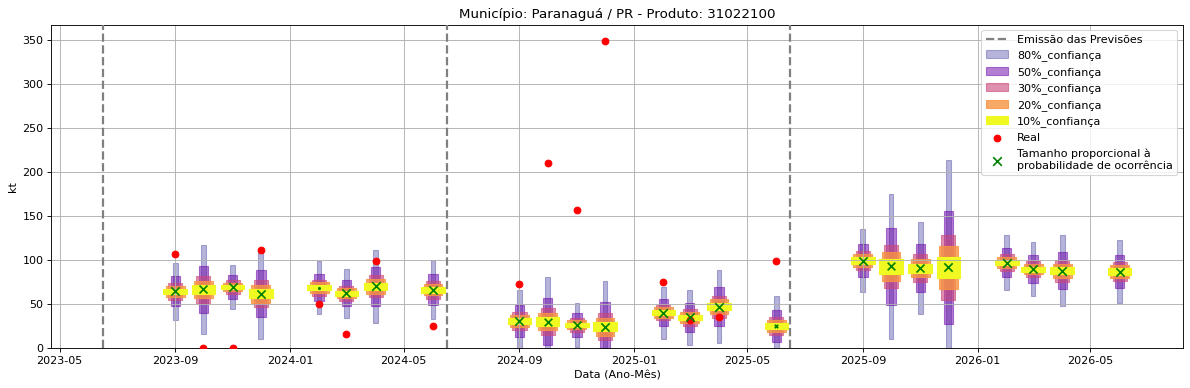 Município: Paranaguá / PR - Produto: 31022100
350
300
250
200
150
100
50
0
kt
Emissão das Previsões
80%_confiança
50%_confiança
30%_confiança
20%_confiança
10%_confiança
Real
Tamanho proporcional à
probabilidade de ocorrência
2023-05
2023-09
2024-01
2024-05
2024-09
2025-01
2025-05
2025-09
2026-01
2026-05
Data (Ano-Mês)